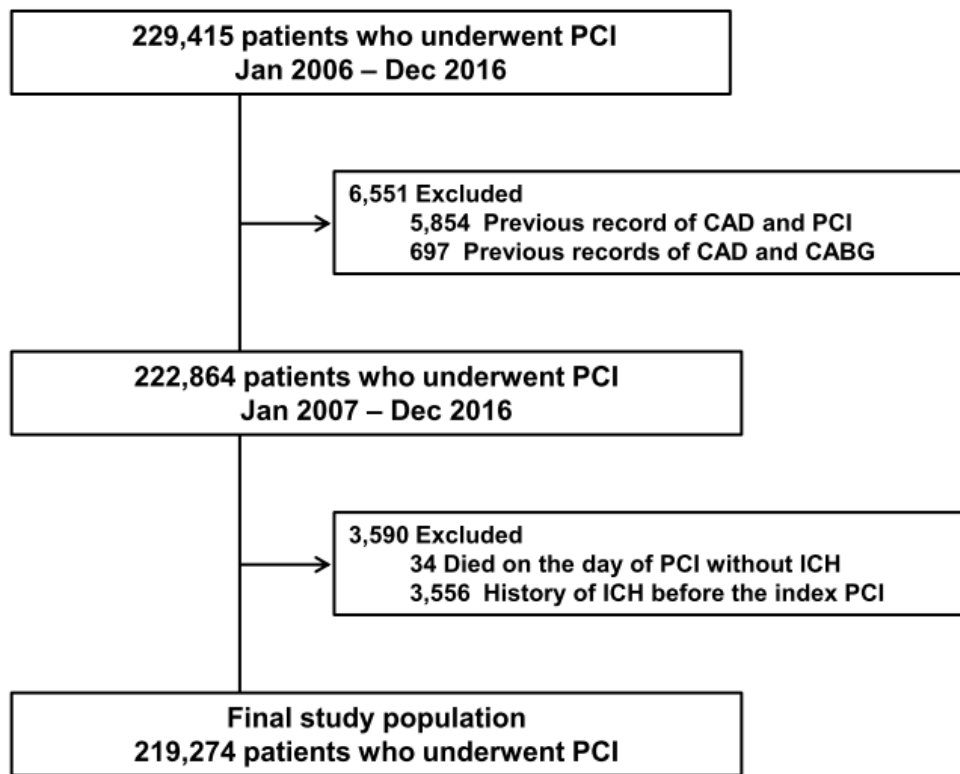 229,415 patients who underwent PCI
Jan 2006 – Dec 2016
6,551 Excluded
5,854 Previous record of CAD and PCI
697 Previous records of CAD and CABG
222,864 patients who underwent PCI
Jan 2007 – Dec 2016
3,590 Excluded
34 Died on the day of PCI without ICH
3,556 History of ICH before the index PCI
Final study population
219,274 patients who underwent PCI